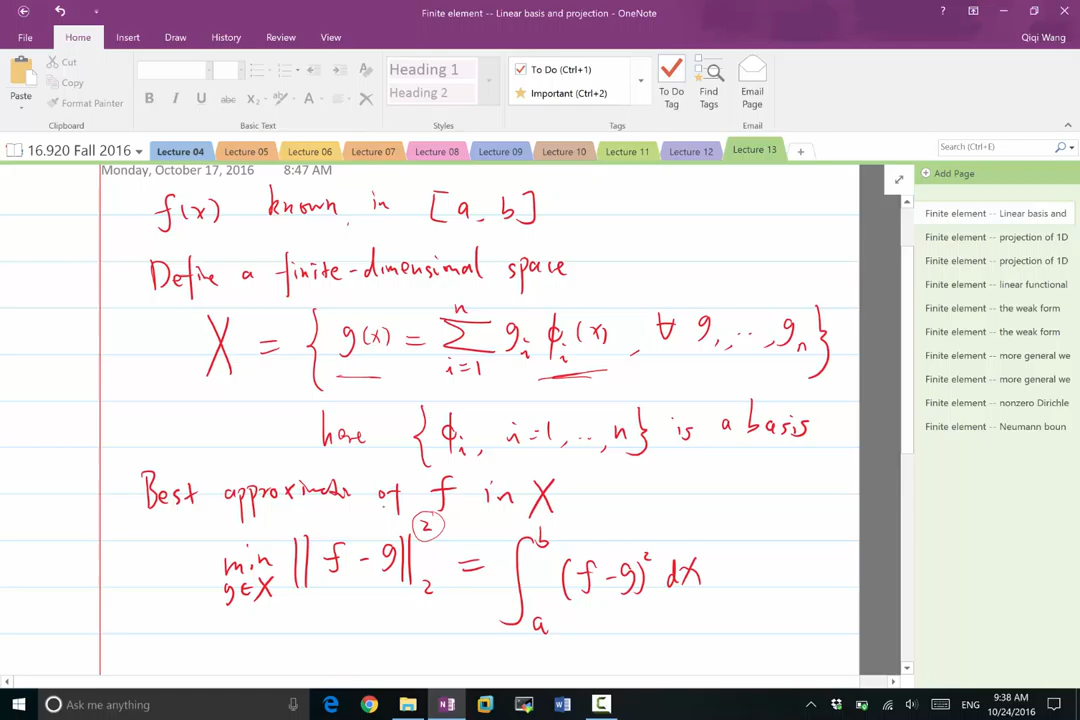 Finite element -- Linear basis and projection - OneNote
?
File Home Insert Draw History Review View
Qiqi Wang
Paste
Cut
Copy
Format Painter
Clipboard
B I U abc X₂ A
Basic Text
Heading 1
Heading 2
Styles
To Do (Ctrl+1)
Important (Ctrl+2)
To Do Tag
Find Tags
Tags
Email Page
Email
16.920 Fall 2016
Lecture 04 Lecture 05 Lecture 06 Lecture 07 Lecture 08 Lecture 09 Lecture 10 Lecture 11 Lecture 12 Lecture 13 +
Search (Ctrl+E)
Monday, October 17, 2016 8:47 AM
f(x) known in [a, b]
Define a finite-dimensional space
X = { g(x) = Σ_{i=1}^{n} g_i ϕ_i(x), ∀ g_1, ..., g_n }
here { ϕ_i, i=1, ..., n } is a basis
Best approximate of f in X
min_{g∈X} ||f - g||_2^2 = ∫_a^b (f - g)^2 dx
Add Page
Finite element -- Linear basis and
Finite element -- projection of 1D
Finite element -- projection of 1D
Finite element -- linear functional
Finite element -- the weak form
Finite element -- the weak form
Finite element -- more general we
Finite element -- more general we
Finite element -- nonzero Dirichle
Finite element -- Neumann boun
Ask me anything
ENG
9:38 AM
10/24/2016